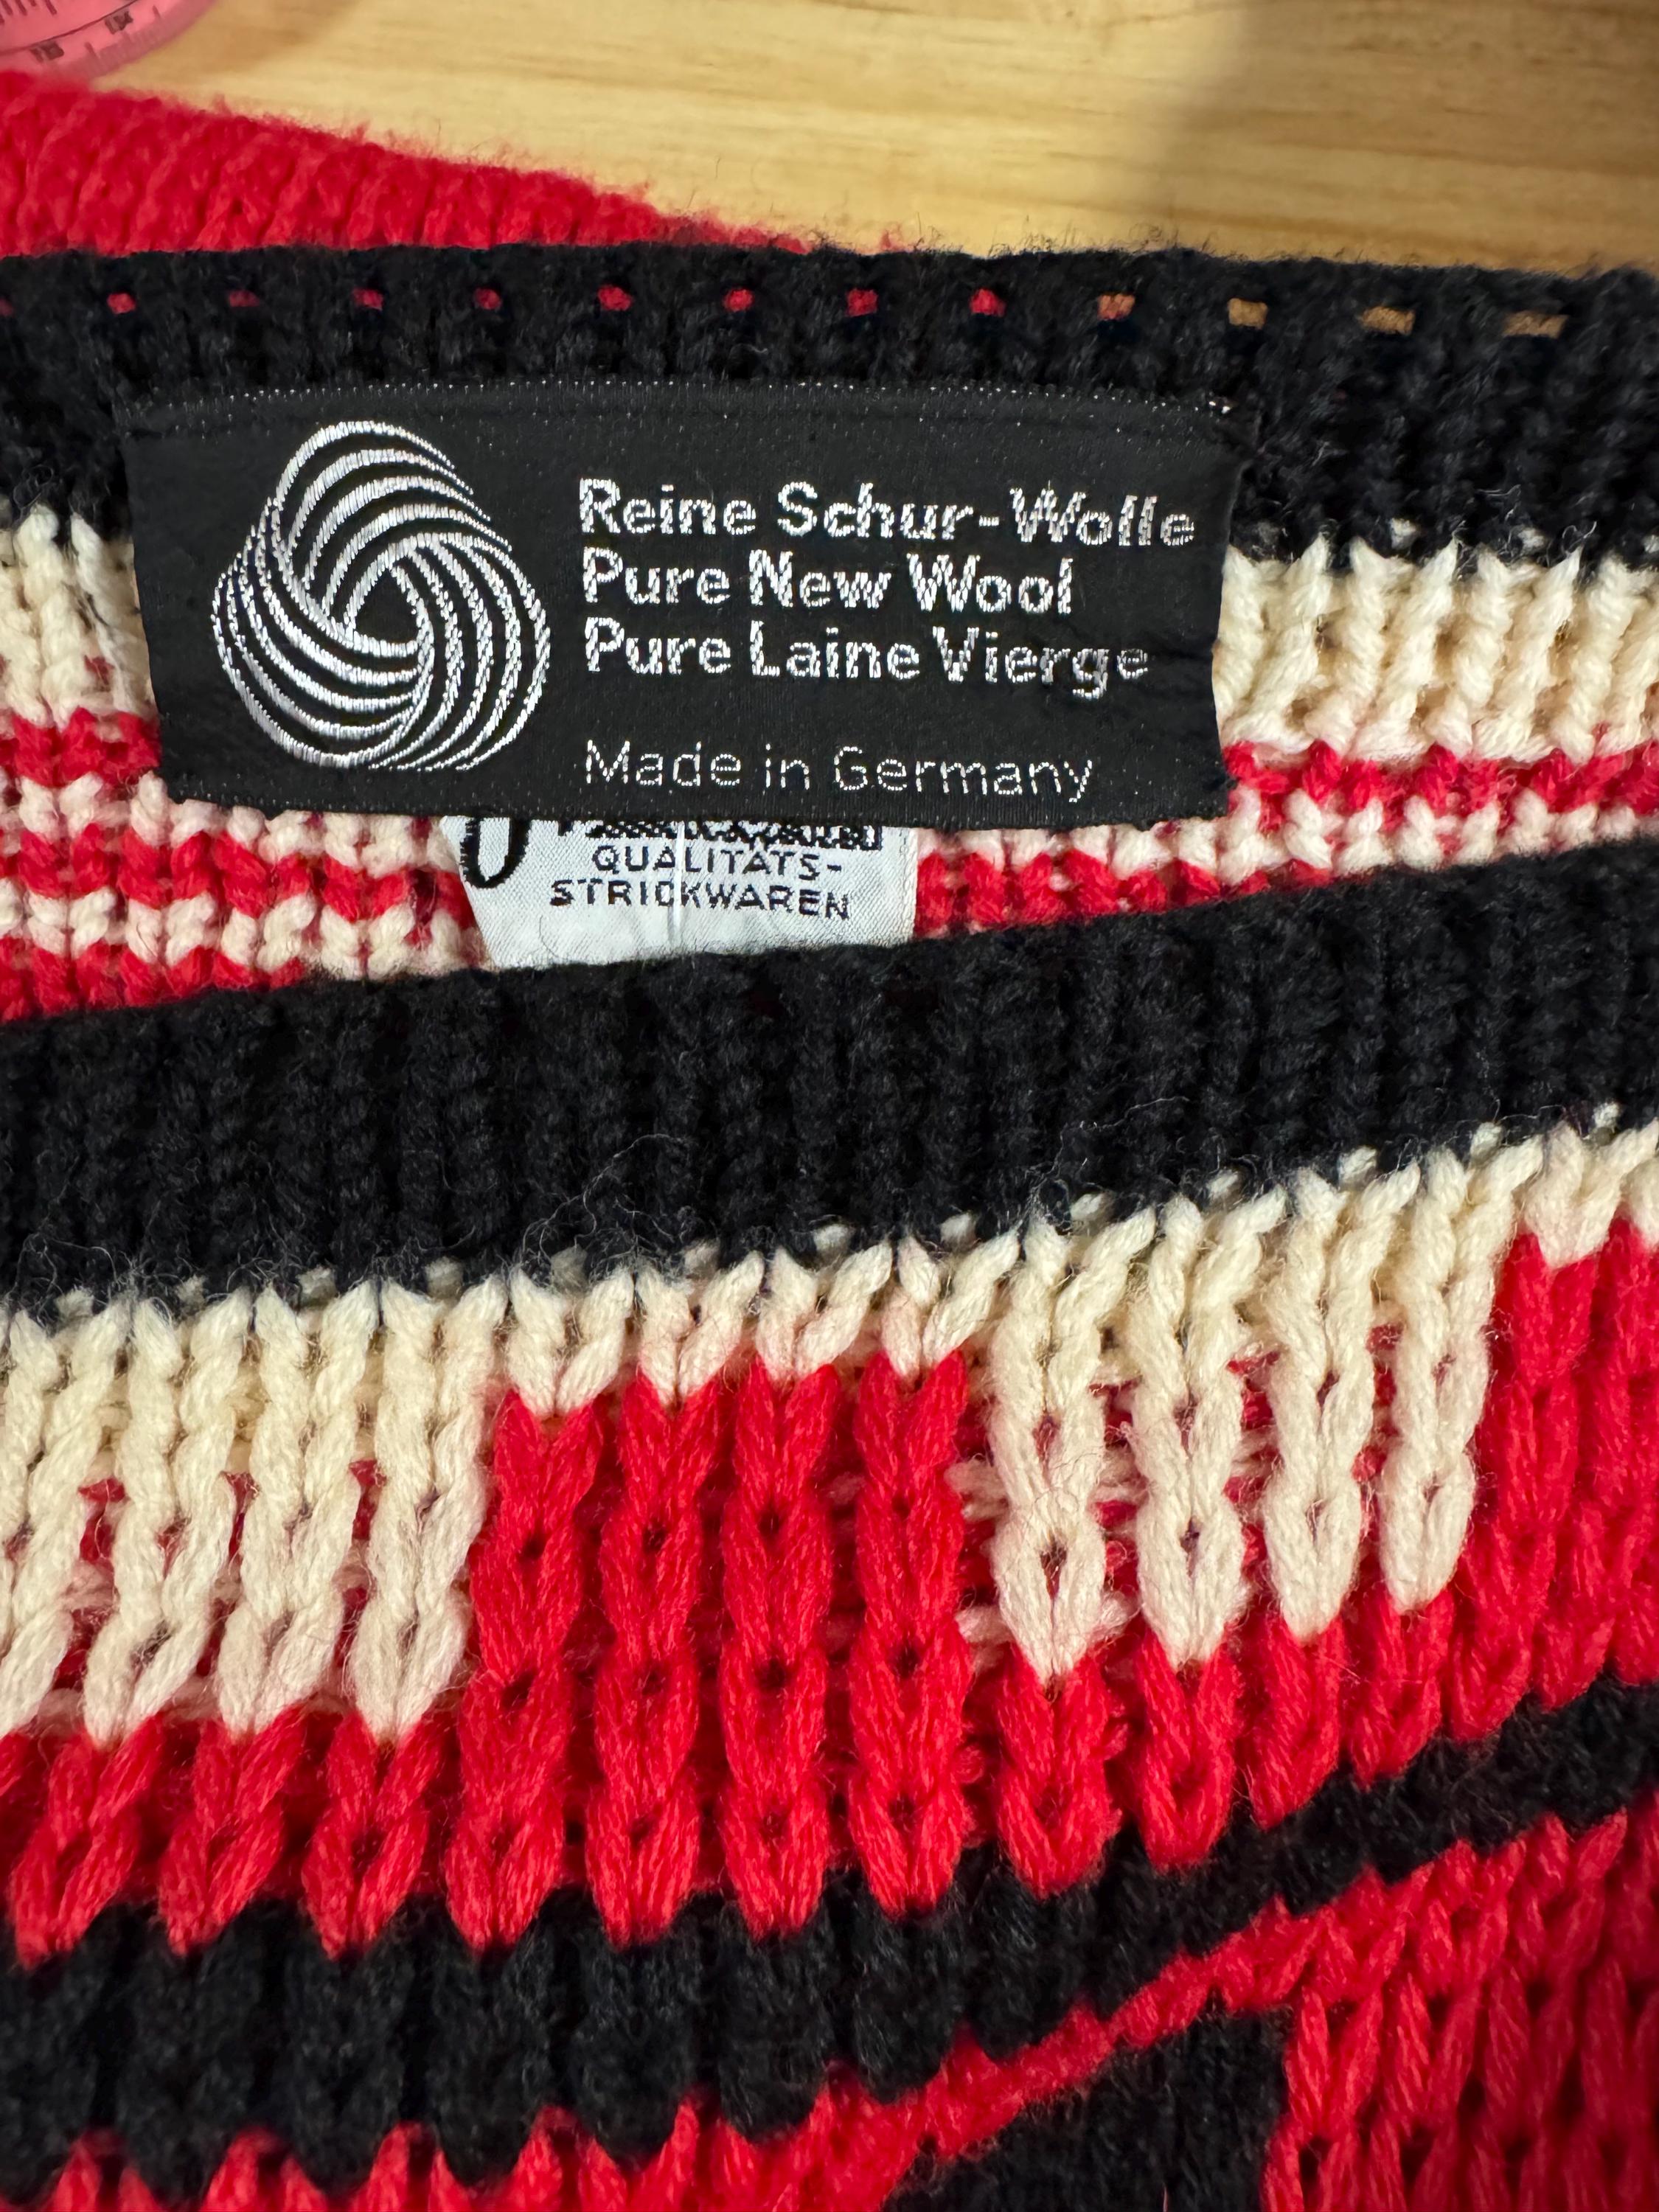 Reine Schur-Wolle
Pure New Wool
Pure Laine Vierge
Made in Germany
QUALITÄTS-
STRICKWAREN